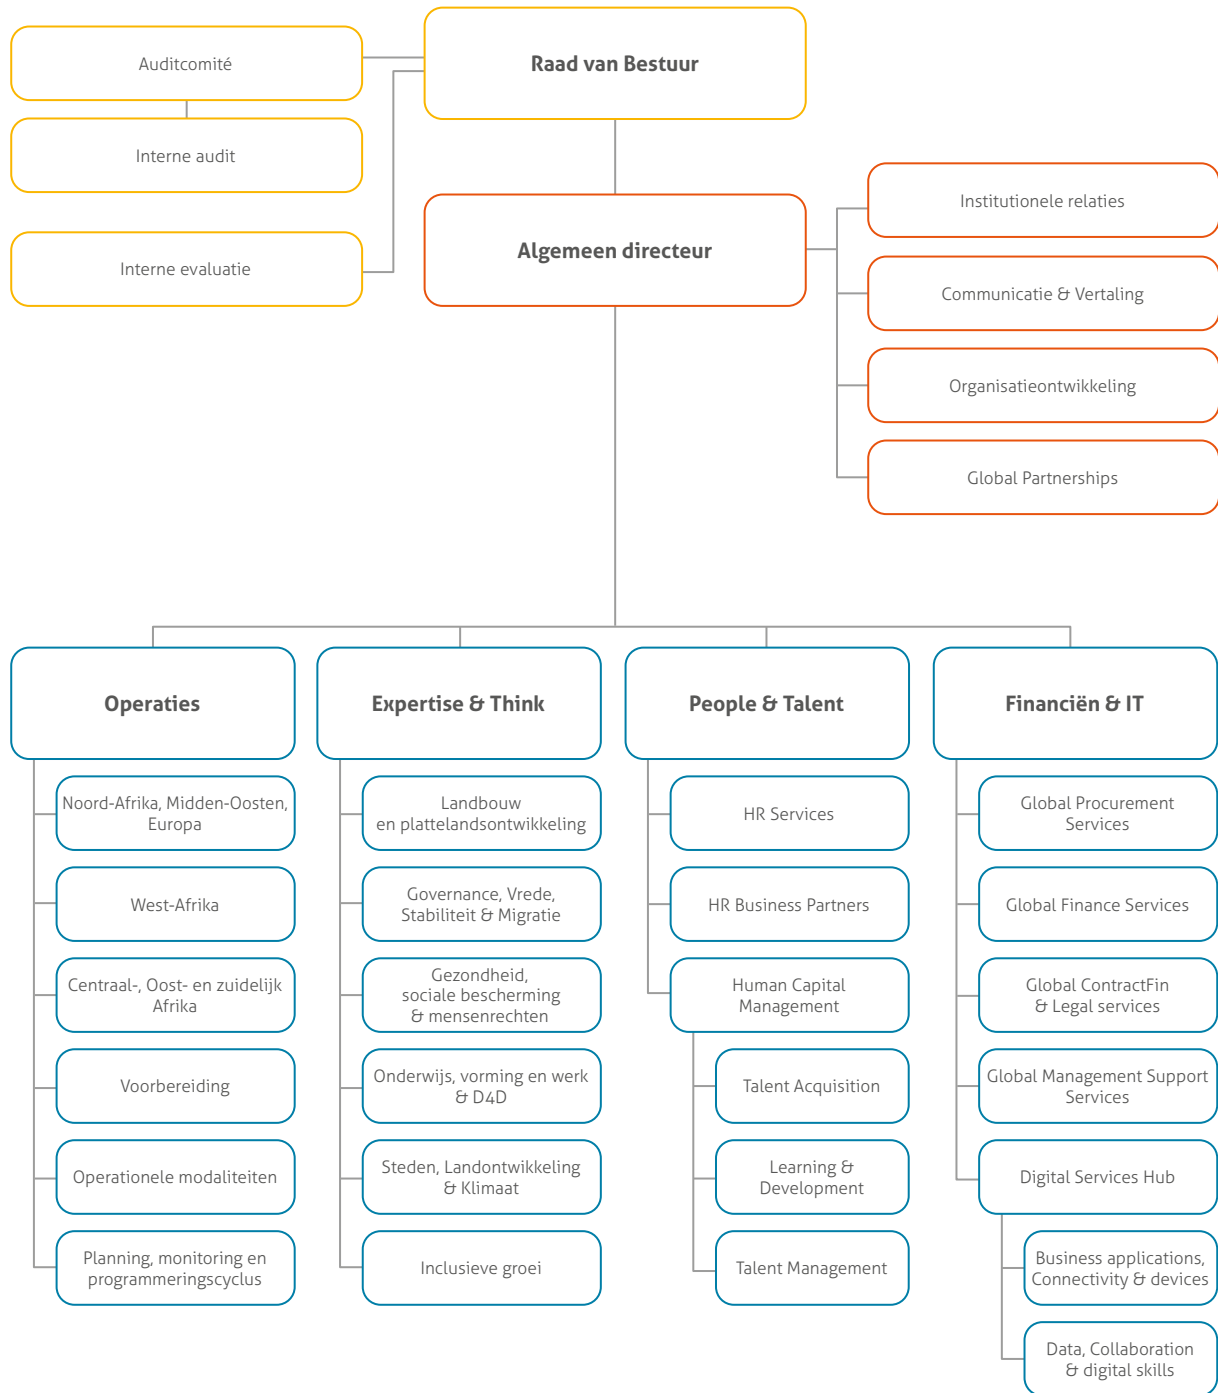 Raad van Bestuur
Auditcomité
Interne audit
Interne evaluatie
Algemeen directeur
Institutionele relaties
Communicatie & Vertaling
Organisatieontwikkeling
Global Partnerships
Operaties
Noord-Afrika, Midden-Oosten,
Europa
West-Afrika
Centraal-, Oost- en zuidelijk
Afrika
Voorbereiding
Operationele modaliteiten
Planning, monitoring en
programmeringscyclus
Expertise & Think
Landbouw
en plattelandsontwikkeling
Governance, Vrede,
Stabiliteit & Migratie
Gezondheid,
sociale bescherming
& mensenrechten
Onderwijs, vorming en werk
& D4D
Steden, Landontwikkeling
& Klimaat
Inclusieve groei
People & Talent
HR Services
HR Business Partners
Human Capital
Management
Talent Acquisition
Learning &
Development
Talent Management
Financiën & IT
Global Procurement
Services
Global Finance Services
Global ContractFin
& Legal services
Global Management Support
Services
Digital Services Hub
Business applications,
Connectivity & devices
Data, Collaboration
& digital skills